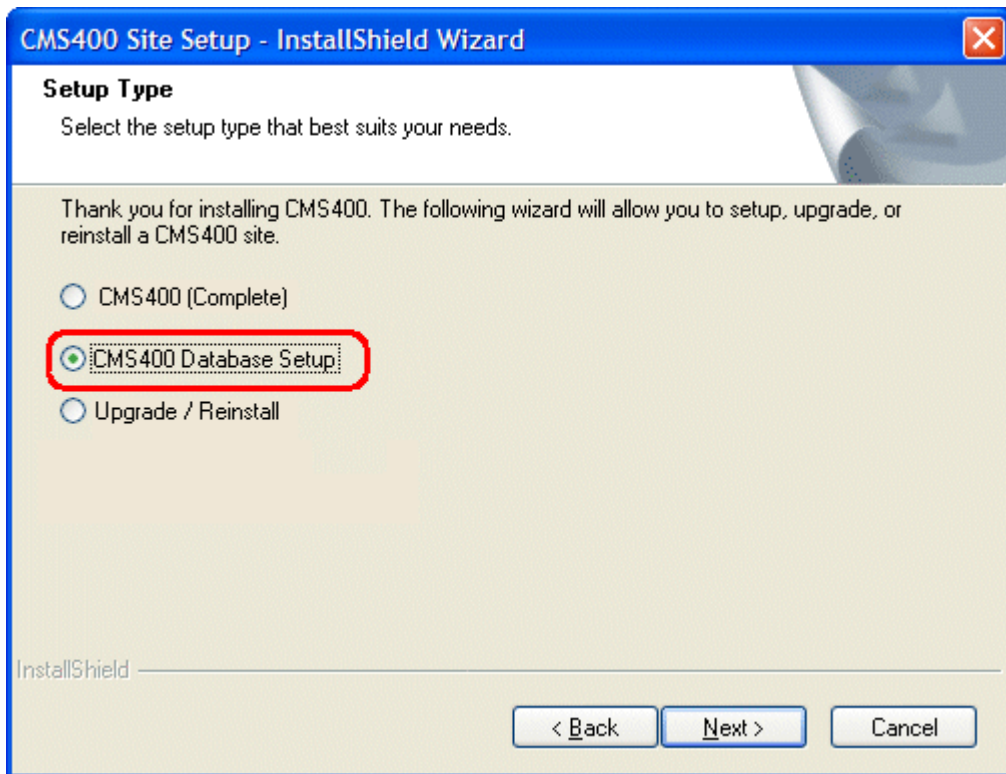 CMS400 Site Setup - InstallShield Wizard
Setup Type
Select the setup type that best suits your needs.
Thank you for installing CMS400. The following wizard will allow you to setup, upgrade, or
reinstall a CMS400 site.
CMS400 (Complete)
CMS400 Database Setup
Upgrade / Reinstall
InstallShield
< Back Next > Cancel